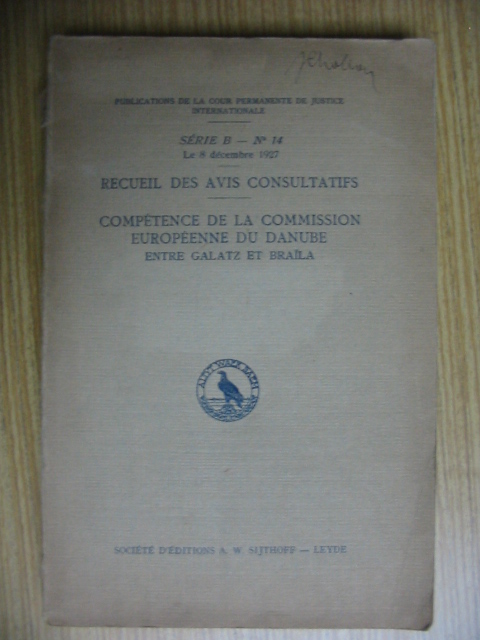 PUBLICATIONS DE LA COUR PERMANENTE DE JUSTICE
INTERNATIONALE
SÉRIE B — Nº 14
Le 8 décembre 1927
RECUEIL DES AVIS CONSULTATIFS
COMPÉTENCE DE LA COMMISSION
EUROPÉENNE DU DANUBE
ENTRE GALATZ ET BRAÏLA
SOCIÉTÉ D'ÉDITIONS A. W. SIJTHOFF — LEYDE